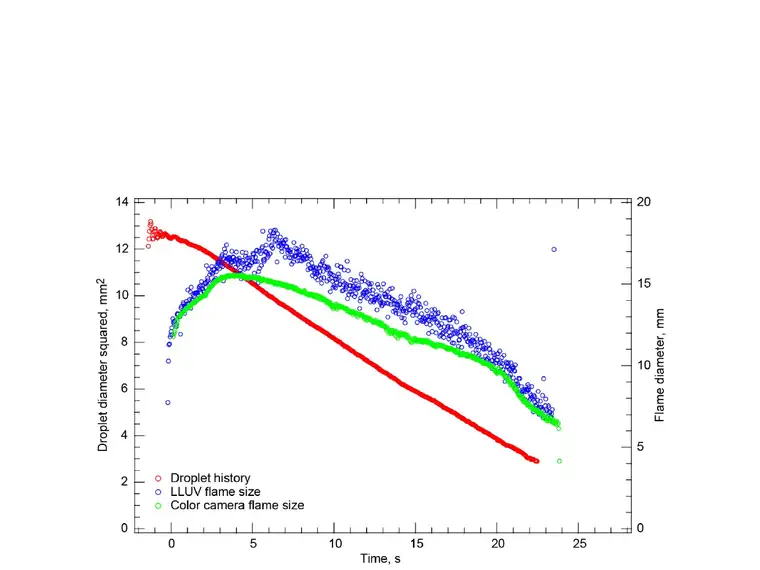 14
12
10
8
6
4
2
0
Droplet diameter squared, mm2
20
15
10
5
0
Flame diameter, mm
Droplet history
LLUV flame size
Color camera flame size
0 5 10 15 20 25
Time, s